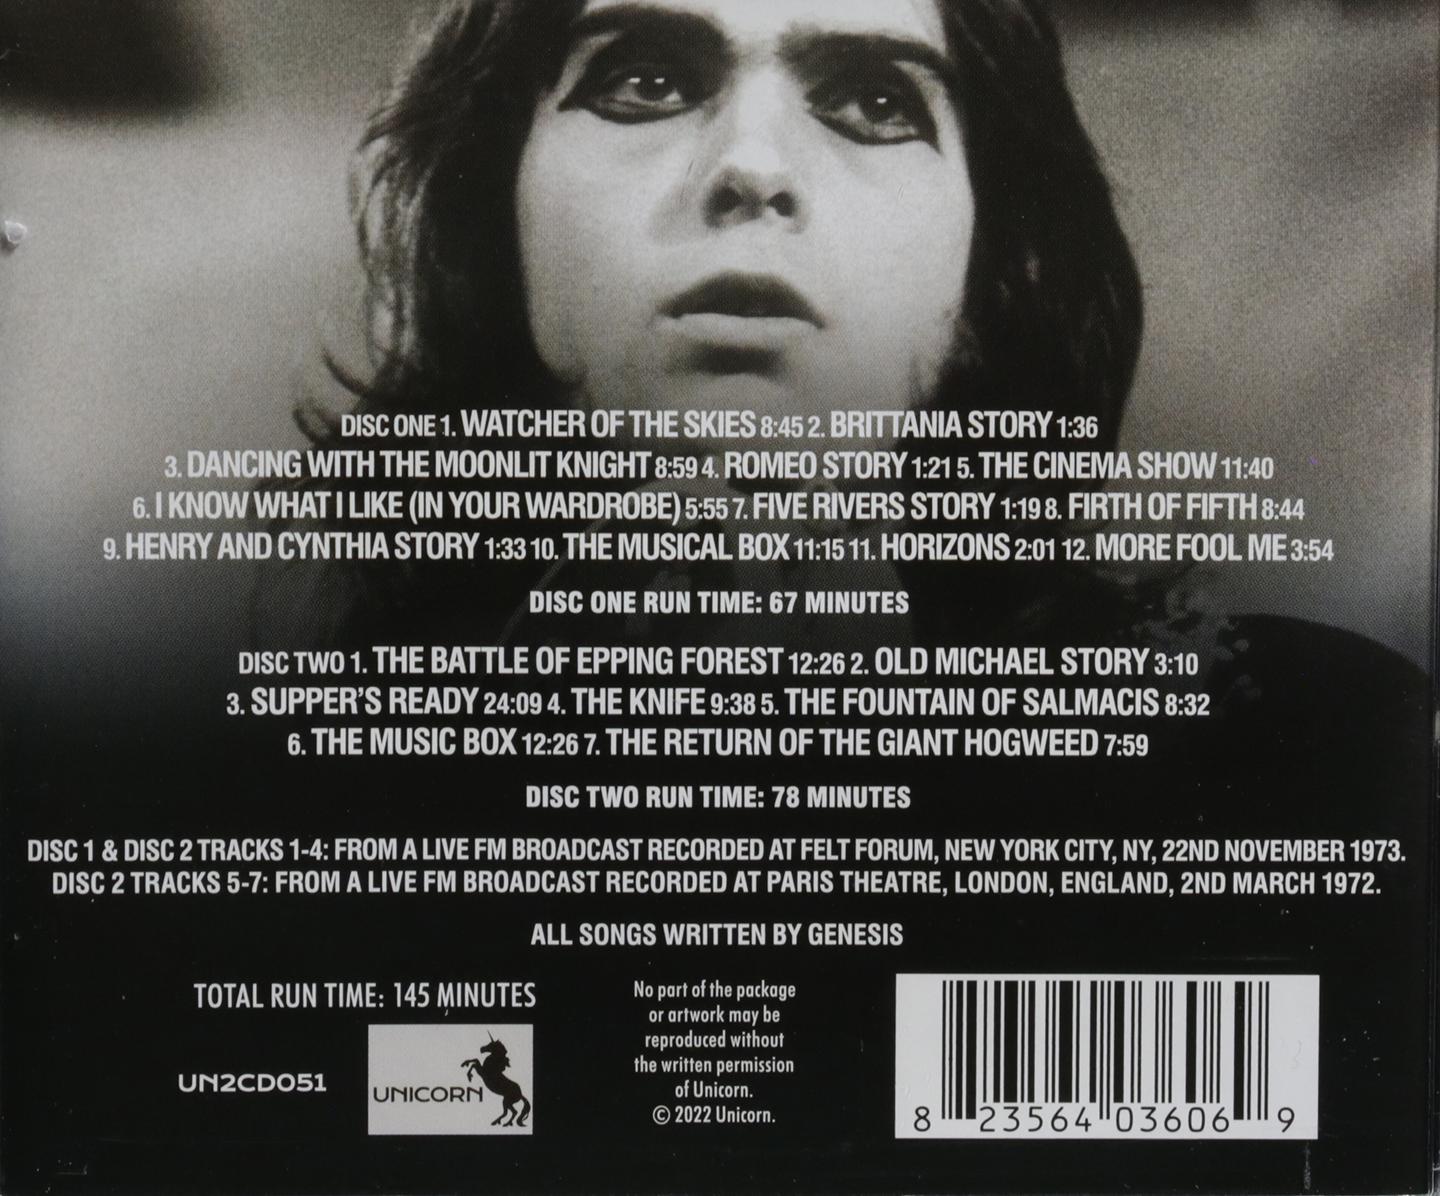 DISC ONE 1. WATCHER OF THE SKIES 8:45 2. BRITTANIA STORY 1:36
3. DANCING WITH THE MOONLIT KNIGHT 8:59 4. ROMEO STORY 1:21 5. THE CINEMA SHOW 11:40
6. I KNOW WHAT I LIKE (IN YOUR WARDROBE) 5:55 7. FIVE RIVERS STORY 1:19 8. FIRTH OF FIFTH 8:44
9. HENRY AND CYNTHIA STORY 1:33 10. THE MUSICAL BOX 11:15 11. HORIZONS 2:01 12. MORE FOOL ME 3:54
DISC ONE RUN TIME: 67 MINUTES
DISC TWO 1. THE BATTLE OF EPPING FOREST 12:26 2. OLD MICHAEL STORY 3:10
3. SUPPER'S READY 24:09 4. THE KNIFE 9:38 5. THE FOUNTAIN OF SALMACIS 8:32
6. THE MUSIC BOX 12:26 7. THE RETURN OF THE GIANT HOGWEED 7:59
DISC TWO RUN TIME: 78 MINUTES
DISC 1 & DISC 2 TRACKS 1-4: FROM A LIVE FM BROADCAST RECORDED AT FELT FORUM, NEW YORK CITY, NY, 22ND NOVEMBER 1973.
DISC 2 TRACKS 5-7: FROM A LIVE FM BROADCAST RECORDED AT PARIS THEATRE, LONDON, ENGLAND, 2ND MARCH 1972.
ALL SONGS WRITTEN BY GENESIS
TOTAL RUN TIME: 145 MINUTES
UN2CD051
UNICORN
No part of the package
or artwork may be
reproduced without
the written permission
of Unicorn.
© 2022 Unicorn.
8 23564 03606 9